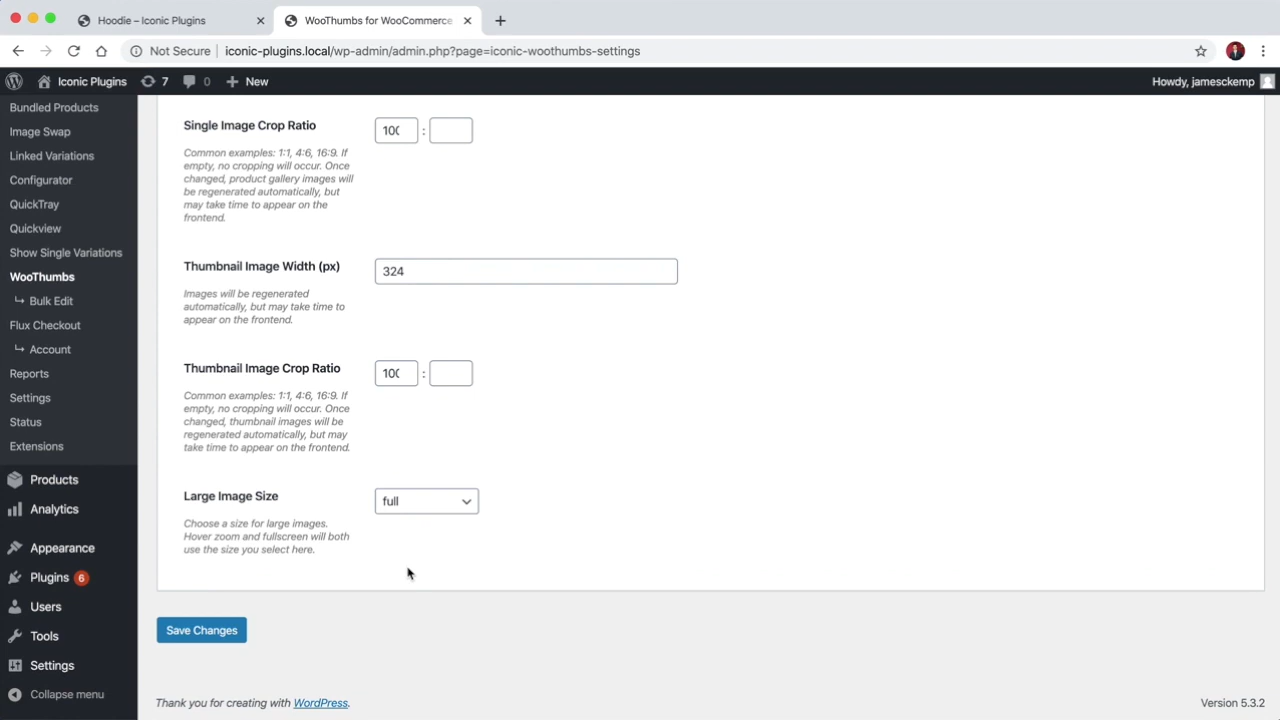 Hoodie – Iconic Plugins
WooThumbs for WooCommerce
Not Secure
iconic-plugins.local/wp-admin/admin.php?page=iconic-woothumbs-settings
Iconic Plugins
7
0
New
Howdy, jamesckemp
Bundled Products
Image Swap
Linked Variations
Configurator
QuickTray
Quickview
Show Single Variations
WooThumbs
↳ Bulk Edit
Flux Checkout
↳ Account
Reports
Settings
Status
Extensions
Products
Analytics
Appearance
Plugins 6
Users
Tools
Settings
Collapse menu
Single Image Crop Ratio
Common examples: 1:1, 4:6, 16:9. If
empty, no cropping will occur. Once
changed, product gallery images will
be regenerated automatically, but
may take time to appear on the
frontend.
:
Thumbnail Image Width (px)
Images will be regenerated
automatically, but may take time to
appear on the frontend.
324
Thumbnail Image Crop Ratio
Common examples: 1:1, 4:6, 16:9. If
empty, no cropping will occur. Once
changed, thumbnail images will be
regenerated automatically, but may
take time to appear on the frontend.
:
Large Image Size
Choose a size for large images.
Hover zoom and fullscreen will both
use the size you select here.
full
Save Changes
Thank you for creating with WordPress.
Version 5.3.2